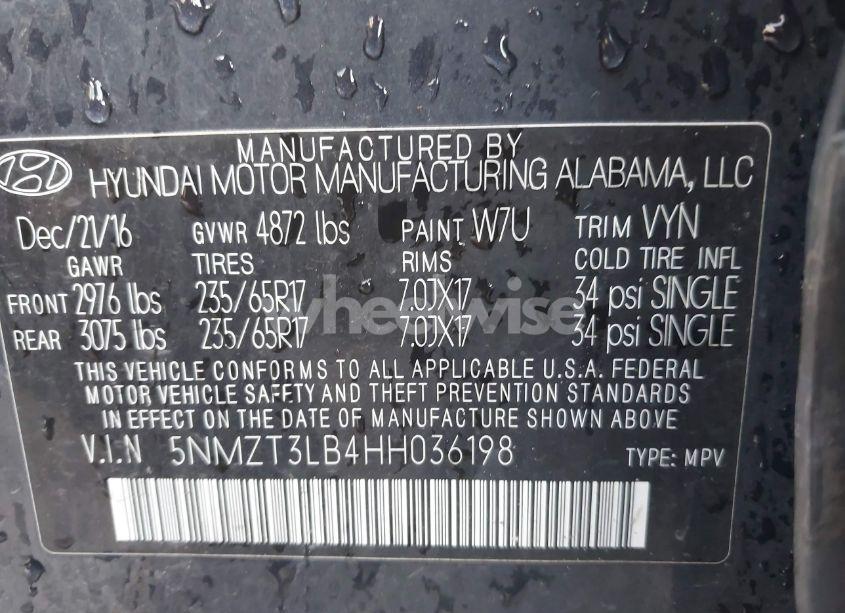 MANUFACTURED BY
HYUNDAI MOTOR MANUFACTURING ALABAMA, LLC
Dec/21/16 GVWR 4872 lbs PAINT W7U TRIM VYN
GAWR TIRES RIMS COLD TIRE INFL
FRONT 2976 lbs 235/65R17 7.0JX17 34 psi SINGLE
REAR 3075 lbs 235/65R17 7.0JX17 34 psi SINGLE
wheelwise
THIS VEHICLE CONFORMS TO ALL APPLICABLE U.S.A. FEDERAL
MOTOR VEHICLE SAFETY AND THEFT PREVENTION STANDARDS
IN EFFECT ON THE DATE OF MANUFACTURE SHOWN ABOVE
V.I.N 5NMZT3LB4HH036198 TYPE: MPV